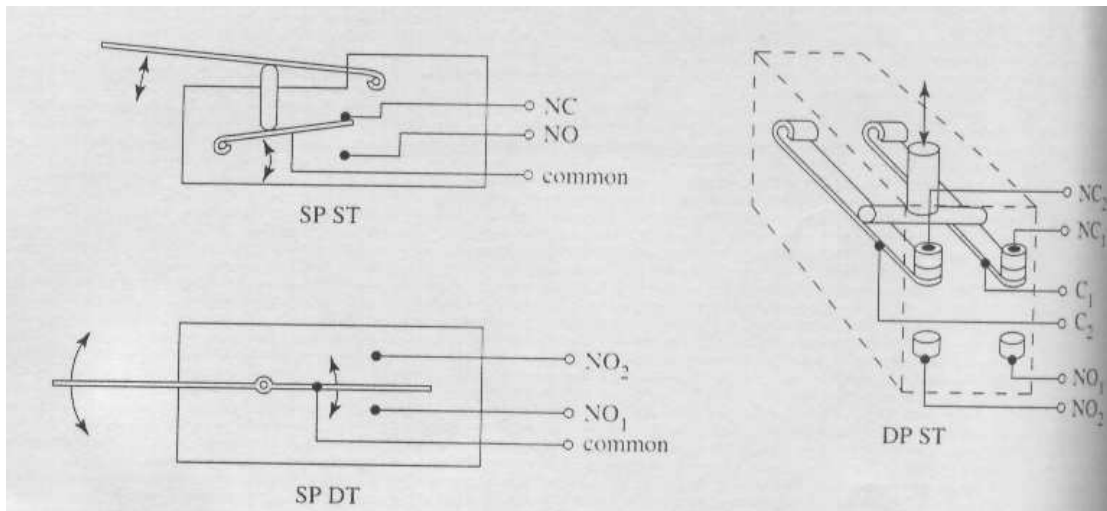 NC
NO
common
SP ST
NO₂
NO₁
common
SP DT
NC₂
NC₁
C₁
C₂
NO₁
NO₂
DP ST